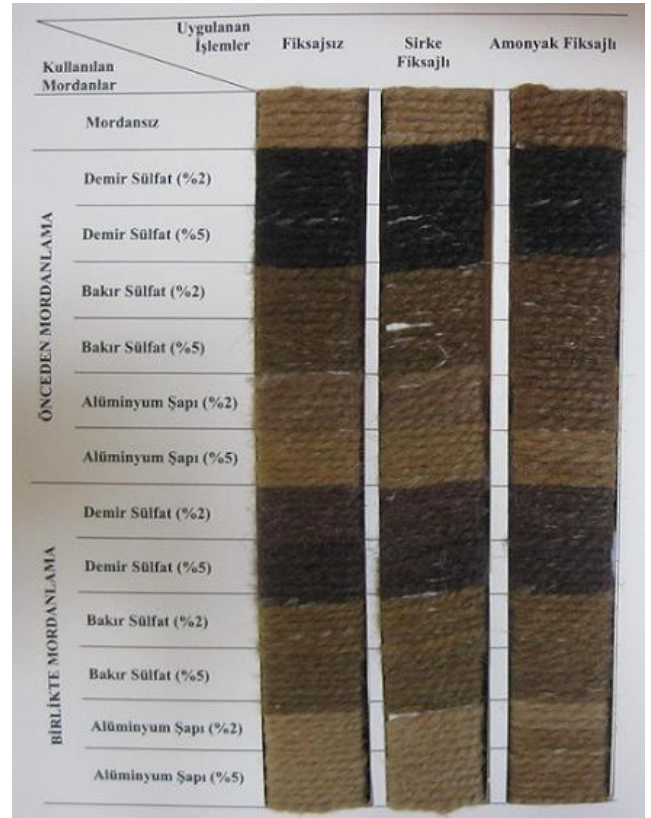 Uygulanan
İşlemler
Fiksajsız
Sirke
Fiksajlı
Amonyak Fiksajlı
Kullanılan
Mordanlar
Mordansız
ÖNCEDEN MORDANLAMA
Demir Sülfat (%2)
Demir Sülfat (%5)
Bakır Sülfat (%2)
Bakır Sülfat (%5)
Alüminyum Şapı (%2)
Alüminyum Şapı (%5)
BİRLİKTE MORDANLAMA
Demir Sülfat (%2)
Demir Sülfat (%5)
Bakır Sülfat (%2)
Bakır Sülfat (%5)
Alüminyum Şapı (%2)
Alüminyum Şapı (%5)